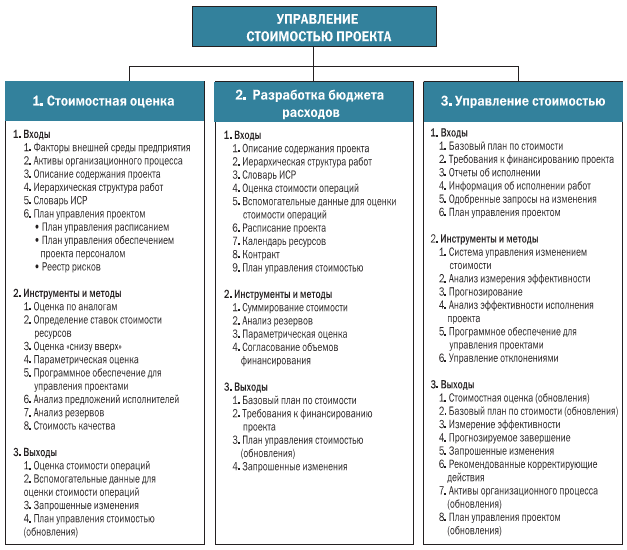 УПРАВЛЕНИЕ
СТОИМОСТЬЮ ПРОЕКТА
1. Стоимостная оценка
1. Входы
1. Факторы внешней среды предприятия
2. Активы организационного процесса
3. Описание содержания проекта
4. Иерархическая структура работ
5. Словарь ИСР
6. План управления проектом
• План управления расписанием
• План управления обеспечением
проекта персоналом
• Реестр рисков
2. Инструменты и методы
1. Оценка по аналогам
2. Определение ставок стоимости
ресурсов
3. Оценка «снизу вверх»
4. Параметрическая оценка
5. Программное обеспечение для
управления проектами
6. Анализ предложений исполнителей
7. Анализ резервов
8. Стоимость качества
3. Выходы
1. Оценка стоимости операций
2. Вспомогательные данные для
оценки стоимости операций
3. Запрошенные изменения
4. План управления стоимостью
(обновления)
2. Разработка бюджета
расходов
1. Входы
1. Описание содержания проекта
2. Иерархическая структура работ
3. Словарь ИСР
4. Оценка стоимости операций
5. Вспомогательные данные для оценки
стоимости операций
6. Расписание проекта
7. Календарь ресурсов
8. Контракт
9. План управления стоимостью
2. Инструменты и методы
1. Суммирование стоимости
2. Анализ резервов
3. Параметрическая оценка
4. Согласование объемов
финансирования
3. Выходы
1. Базовый план по стоимости
2. Требования к финансированию
проекта
3. План управления стоимостью
(обновления)
4. Запрошенные изменения
3. Управление стоимостью
1. Входы
1. Базовый план по стоимости
2. Требования к финансированию проекта
3. Отчеты об исполнении
4. Информация об исполнении работ
5. Одобренные запросы на изменения
6. План управления проектом
2. Инструменты и методы
1. Система управления изменением
стоимости
2. Анализ измерения эффективности
3. Прогнозирование
4. Анализ эффективности исполнения
проекта
5. Программное обеспечение для
управления проектами
6. Управление отклонениями
3. Выходы
1. Стоимостная оценка (обновления)
2. Базовый план по стоимости (обновления)
3. Измерение эффективности
4. Прогнозируемое завершение
5. Запрошенные изменения
6. Рекомендованные корректирующие
действия
7. Активы организационного процесса
(обновления)
8. План управления проектом
(обновления)